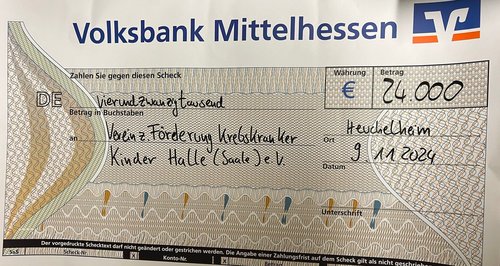 Volksbank Mittelhessen
Zahlen Sie gegen diesen Scheck
Währung
Betrag
DE
vierundzwanzigtausend
€
24.000
Betrag in Buchstaben
an
Verein z. Förderung Krebskranker
Ort
Heuchelheim
Kinder Halle (Saale) e.V.
9.11.2024
Datum
Unterschrift
Der vorgedruckte Schecktext darf nicht geändert oder gestrichen werden. Die Angabe einer Zahlungsfrist auf dem Scheck gilt als nicht geschrieben
Scheck-Nr.
X
Konto-Nr.
X